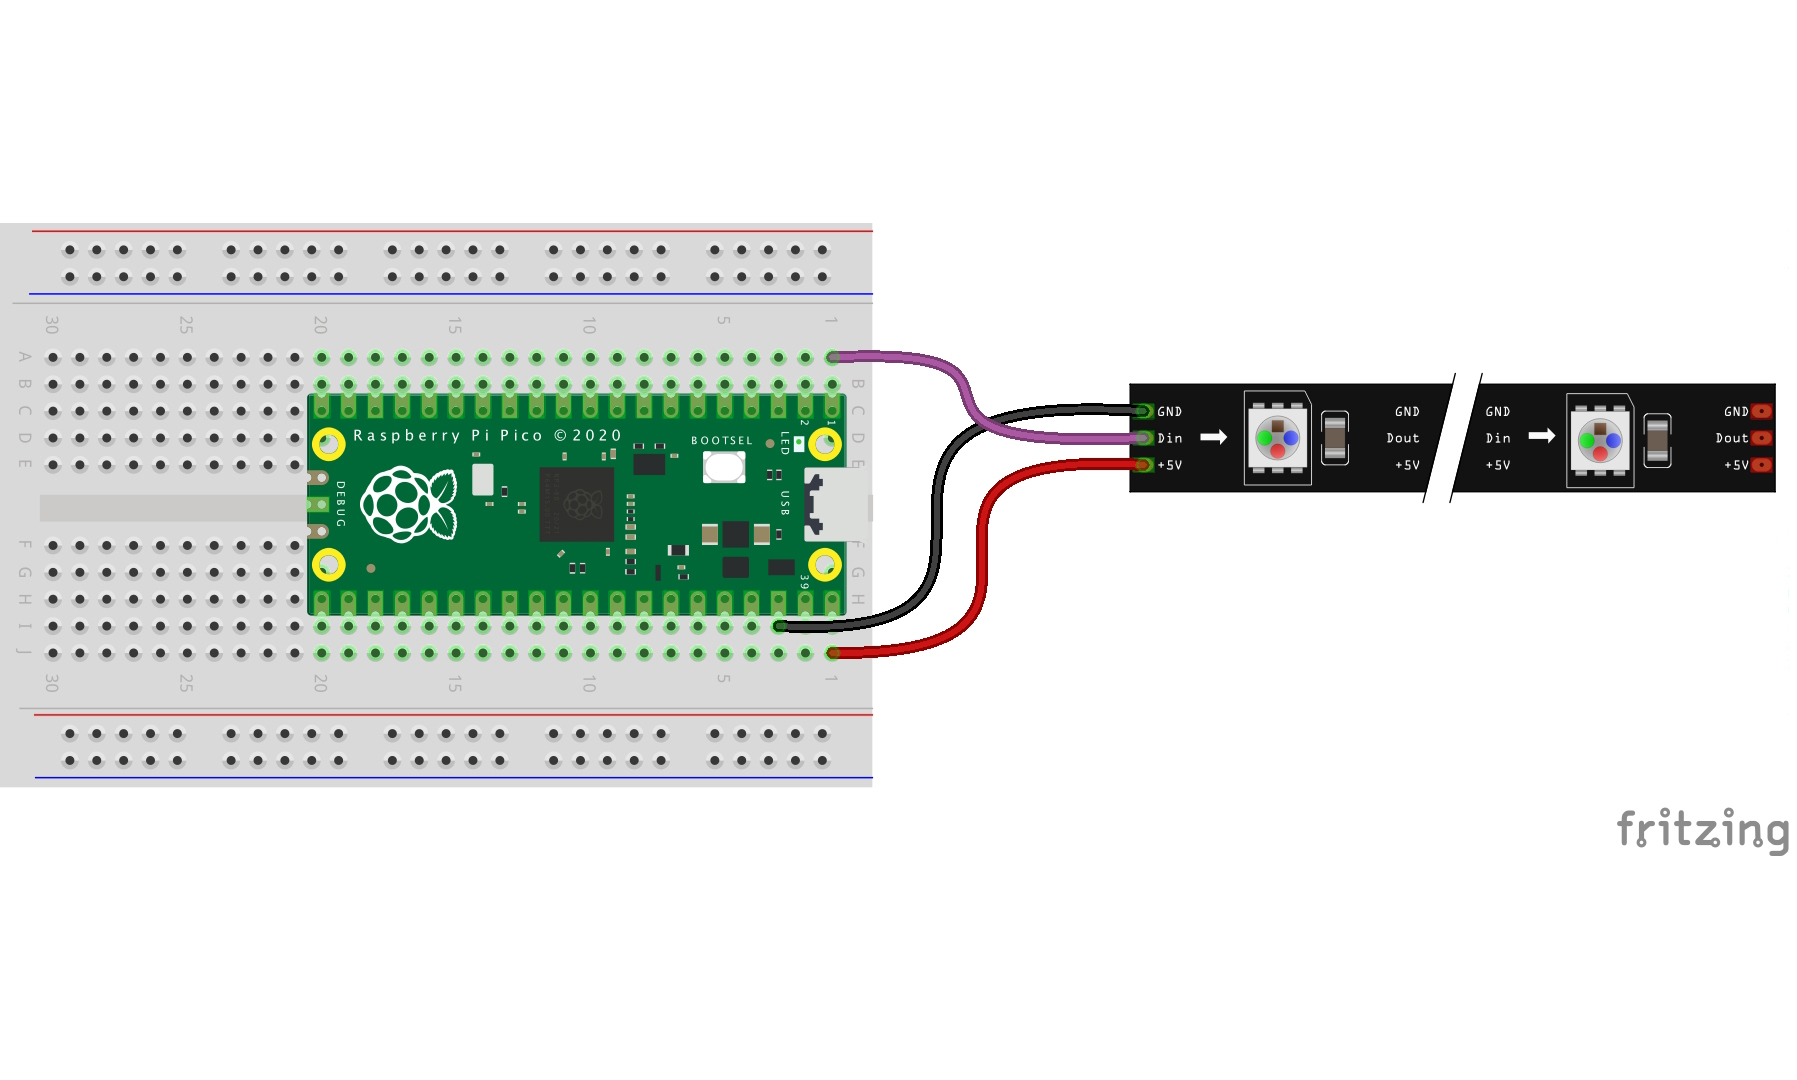 30 25 20 15 10 5 1
A
B
C
D
E
B
C
D
E
Raspberry Pi Pico ©2020
BOOTSEL
LED
1
2
DEBUG
USB
39
F
G
H
I
J
F
G
H
30 25 20 15 10 5 1
GND GND GND GND
Din Dout Din Dout
+5V +5V +5V +5V
fritzing